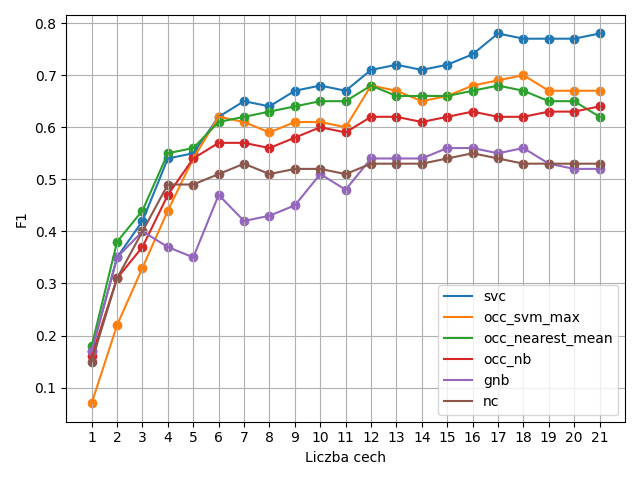 0.8
0.7
0.6
0.5
0.4
0.3
0.2
0.1
F1
svc
occ_svm_max
occ_nearest_mean
occ_nb
gnb
nc
1 2 3 4 5 6 7 8 9 10 11 12 13 14 15 16 17 18 19 20 21
Liczba cech